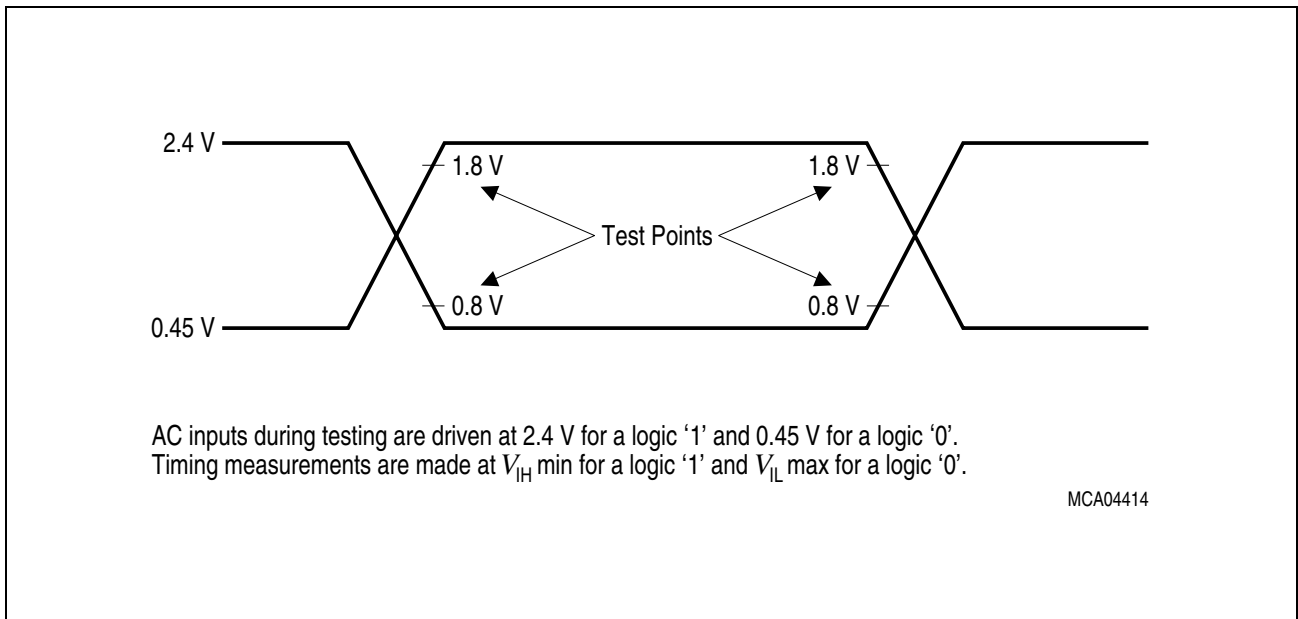 2.4 V
1.8 V 1.8 V
Test Points
0.8 V 0.8 V
0.45 V
AC inputs during testing are driven at 2.4 V for a logic ‘1’ and 0.45 V for a logic ‘0’.
Timing measurements are made at VIH min for a logic ‘1’ and VIL max for a logic ‘0’.
MCA04414